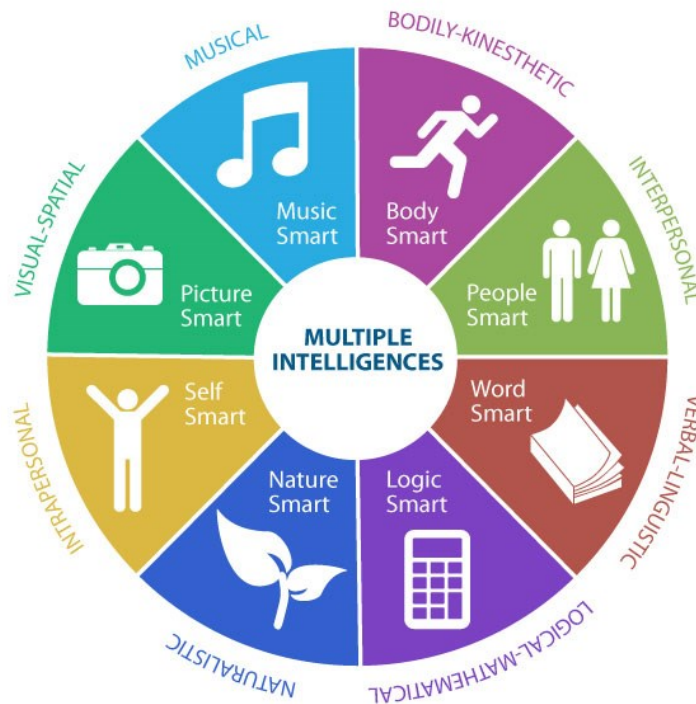 MUSICAL
BODILY-KINESTHETIC
VISUAL-SPATIAL
INTERPERSONAL
Music
Smart
Body
Smart
Picture
Smart
People
Smart
MULTIPLE
INTELLIGENCES
Self
Smart
Word
Smart
Nature
Smart
Logic
Smart
INTRAPERSONAL
VERBAL-LINGUISTIC
NATURALISTIC
LOGICAL-MATHEMATICAL